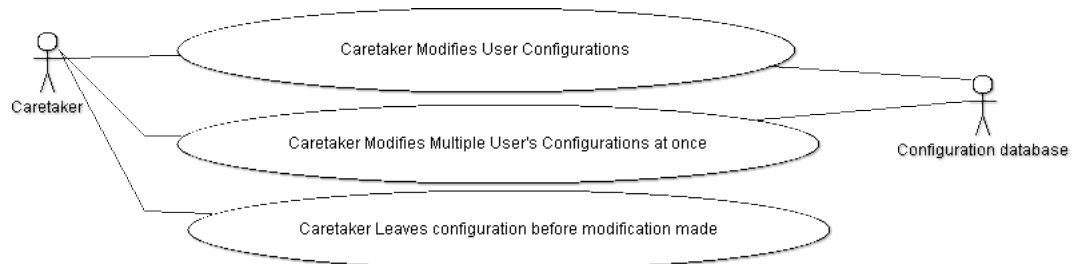 Caretaker Modifies User Configurations
Caretaker
Caretaker Modifies Multiple User's Configurations at once
Configuration database
Caretaker Leaves configuration before modification made